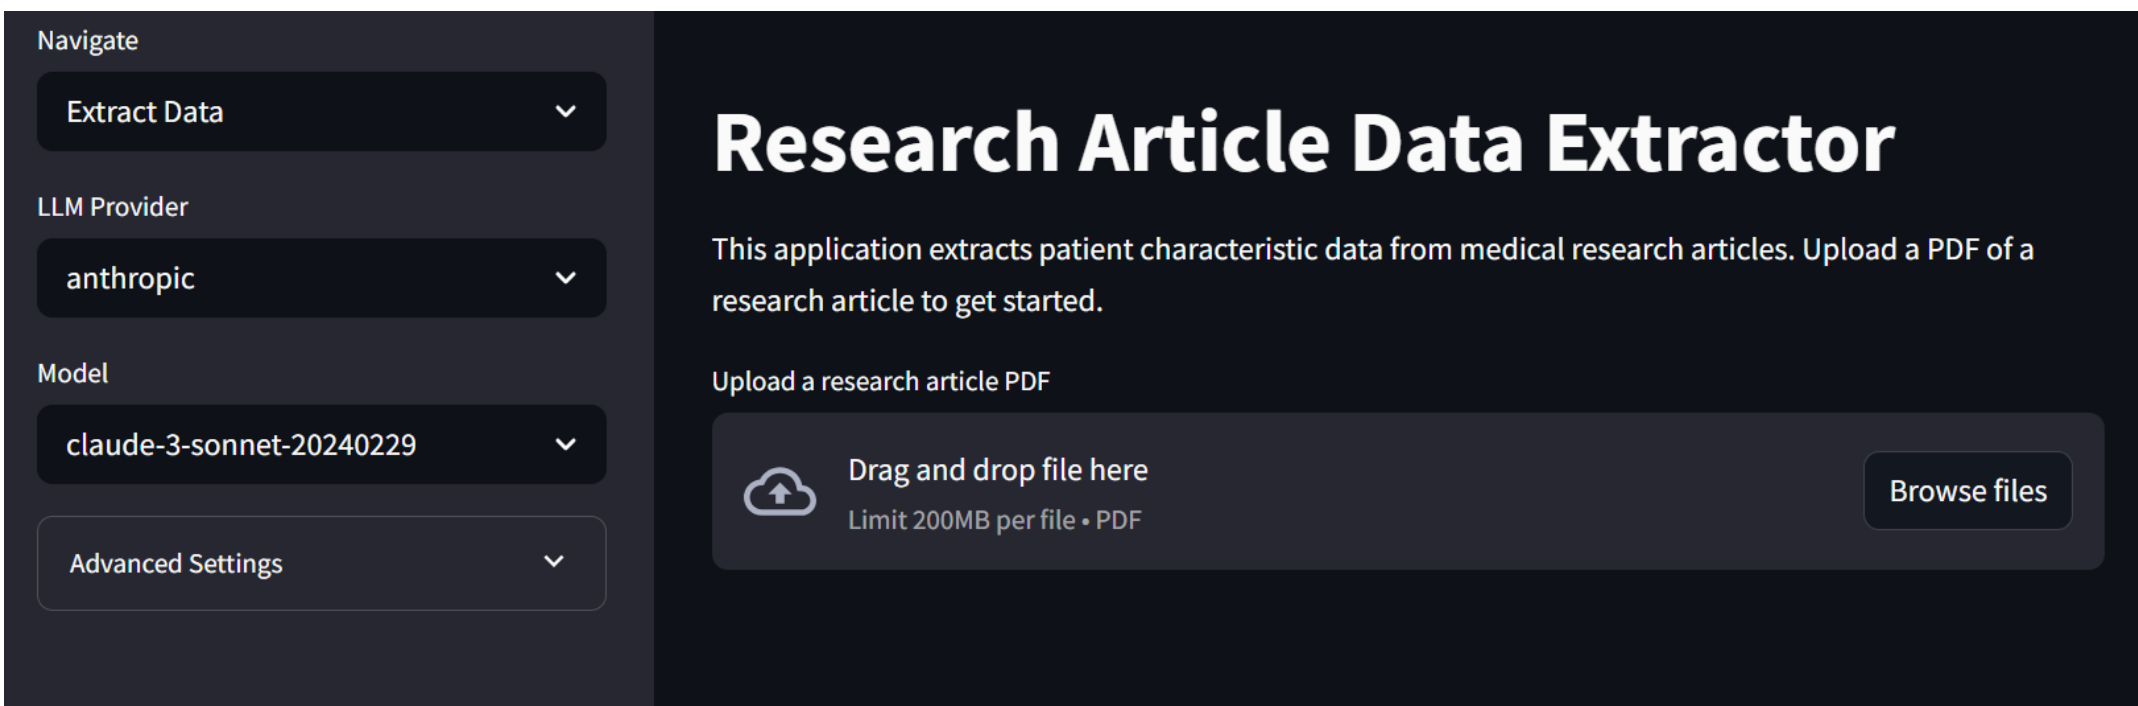 Navigate
Extract Data
LLM Provider
anthropic
Model
claude-3-sonnet-20240229
Advanced Settings
Research Article Data Extractor
This application extracts patient characteristic data from medical research articles. Upload a PDF of a
research article to get started.
Upload a research article PDF
Drag and drop file here
Limit 200MB per file • PDF
Browse files